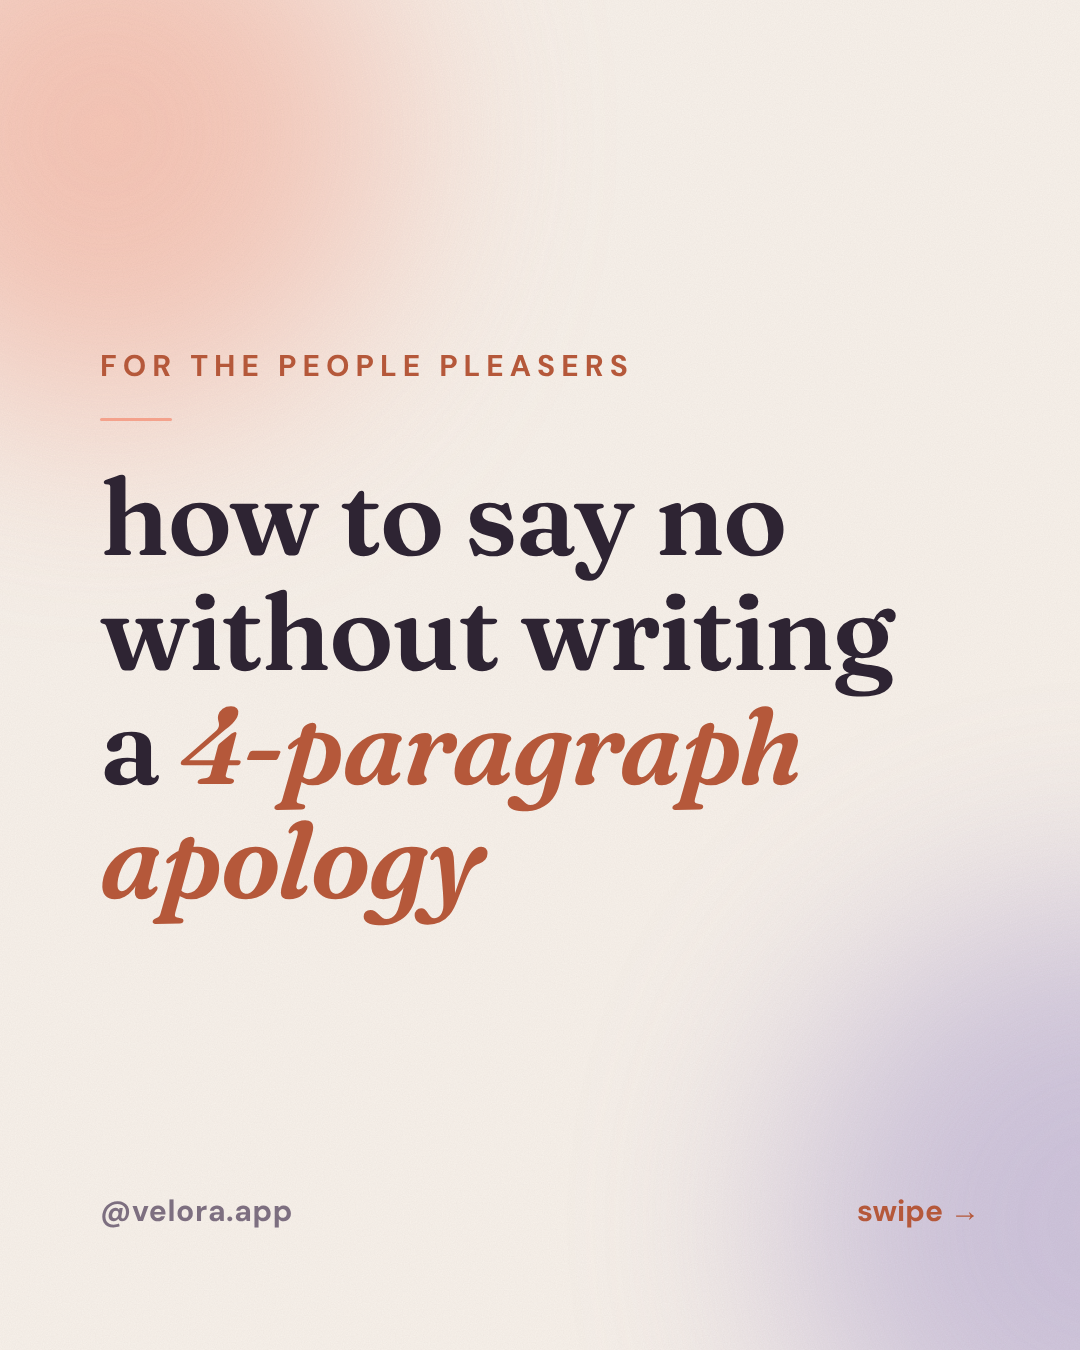 FOR THE PEOPLE PLEASERS
how to say no
without writing
a 4-paragraph
apology
@velora.app
swipe →